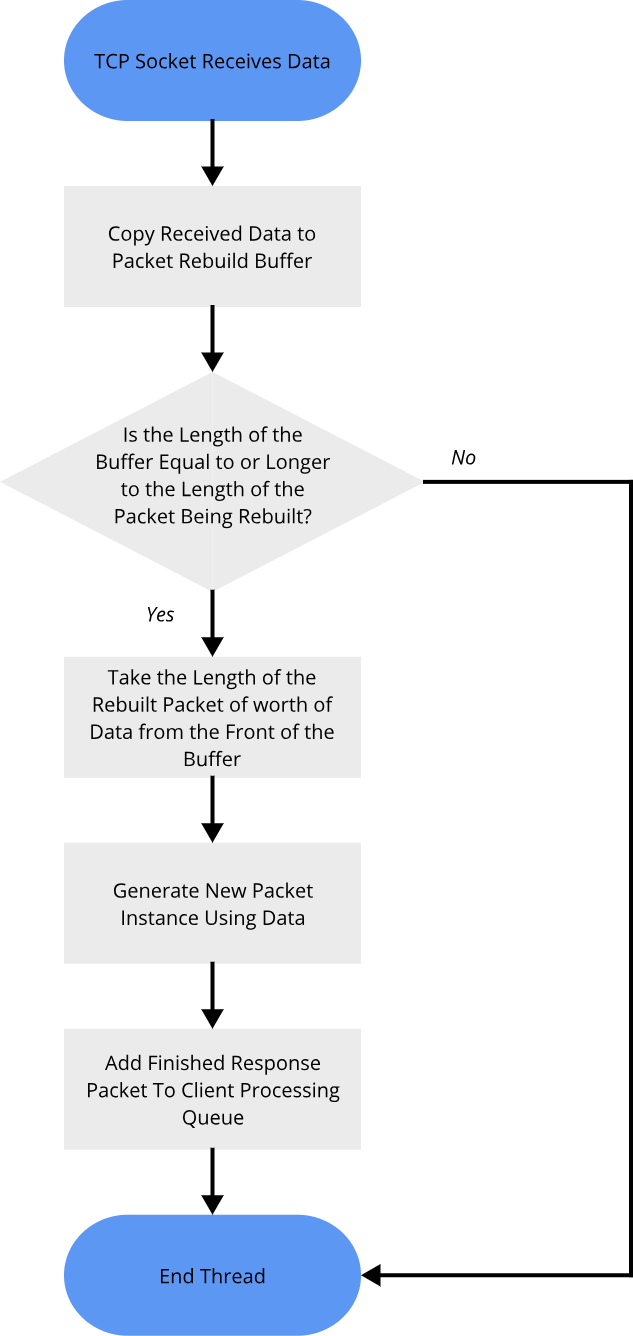 TCP Socket Receives Data
Copy Received Data to
Packet Rebuild Buffer
Is the Length of the
Buffer Equal to or Longer
to the Length of the
Packet Being Rebuilt?
No
Yes
Take the Length of the
Rebuilt Packet of worth of
Data from the Front of the
Buffer
Generate New Packet
Instance Using Data
Add Finished Response
Packet To Client Processing
Queue
End Thread